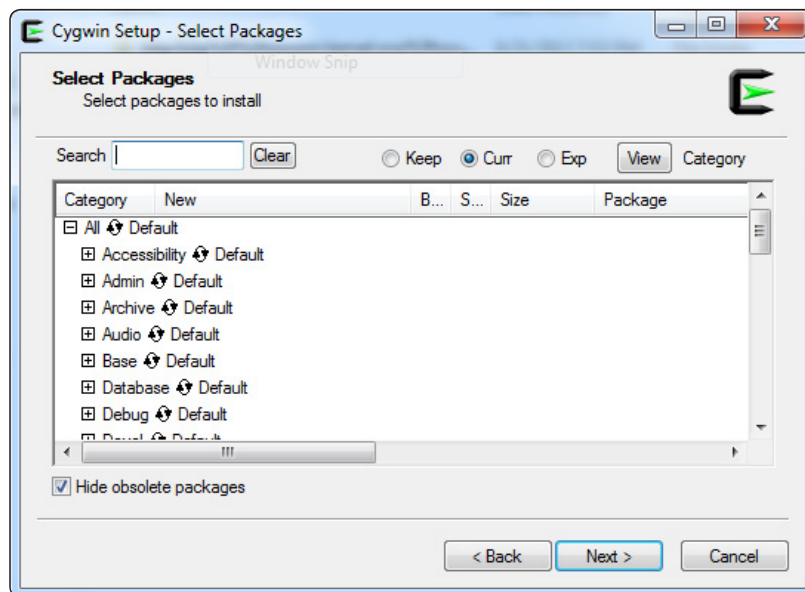 Cygwin Setup - Select Packages
Window Snip
Select Packages
Select packages to install
Search Clear Keep Curr Exp View Category
Category New B... S... Size Package
All Default
Accessibility Default
Admin Default
Archive Default
Audio Default
Base Default
Database Default
Debug Default
Devel Default
Hide obsolete packages
< Back Next > Cancel